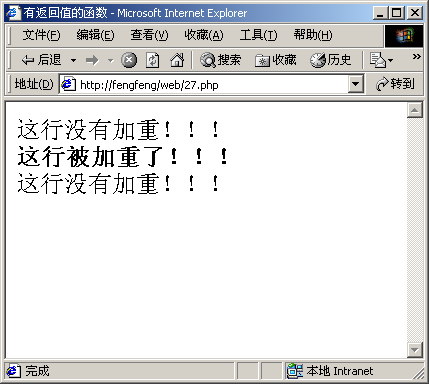 有返回值的函数 - Microsoft Internet Explorer
文件(F) 编辑(E) 查看(V) 收藏(A) 工具(T) 帮助(H)
后退 搜索 收藏 历史 »
地址(D) http://fengfeng/web/27.php 转到
这行没有加重！！！
这行被加重了！！！
这行没有加重！！！
完成 本地 Intranet